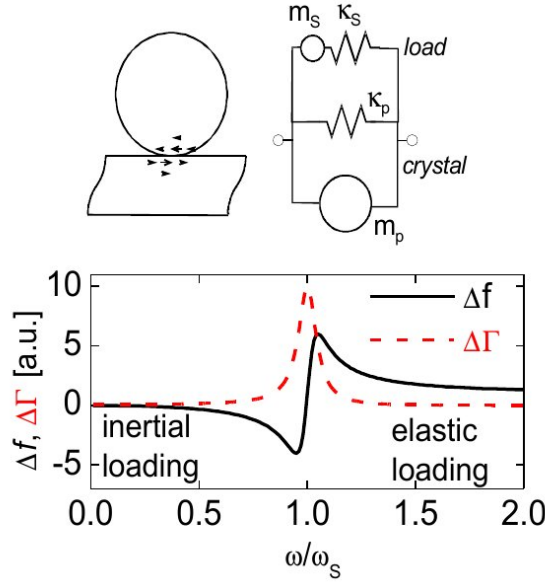 m_S κ_S
load
κ_p
crystal
m_p
10
5
0
-5
Δf, ΔΓ [a.u.]
Δf
ΔΓ
inertial loading
elastic loading
0.0 0.5 1.0 1.5 2.0
ω/ω_S